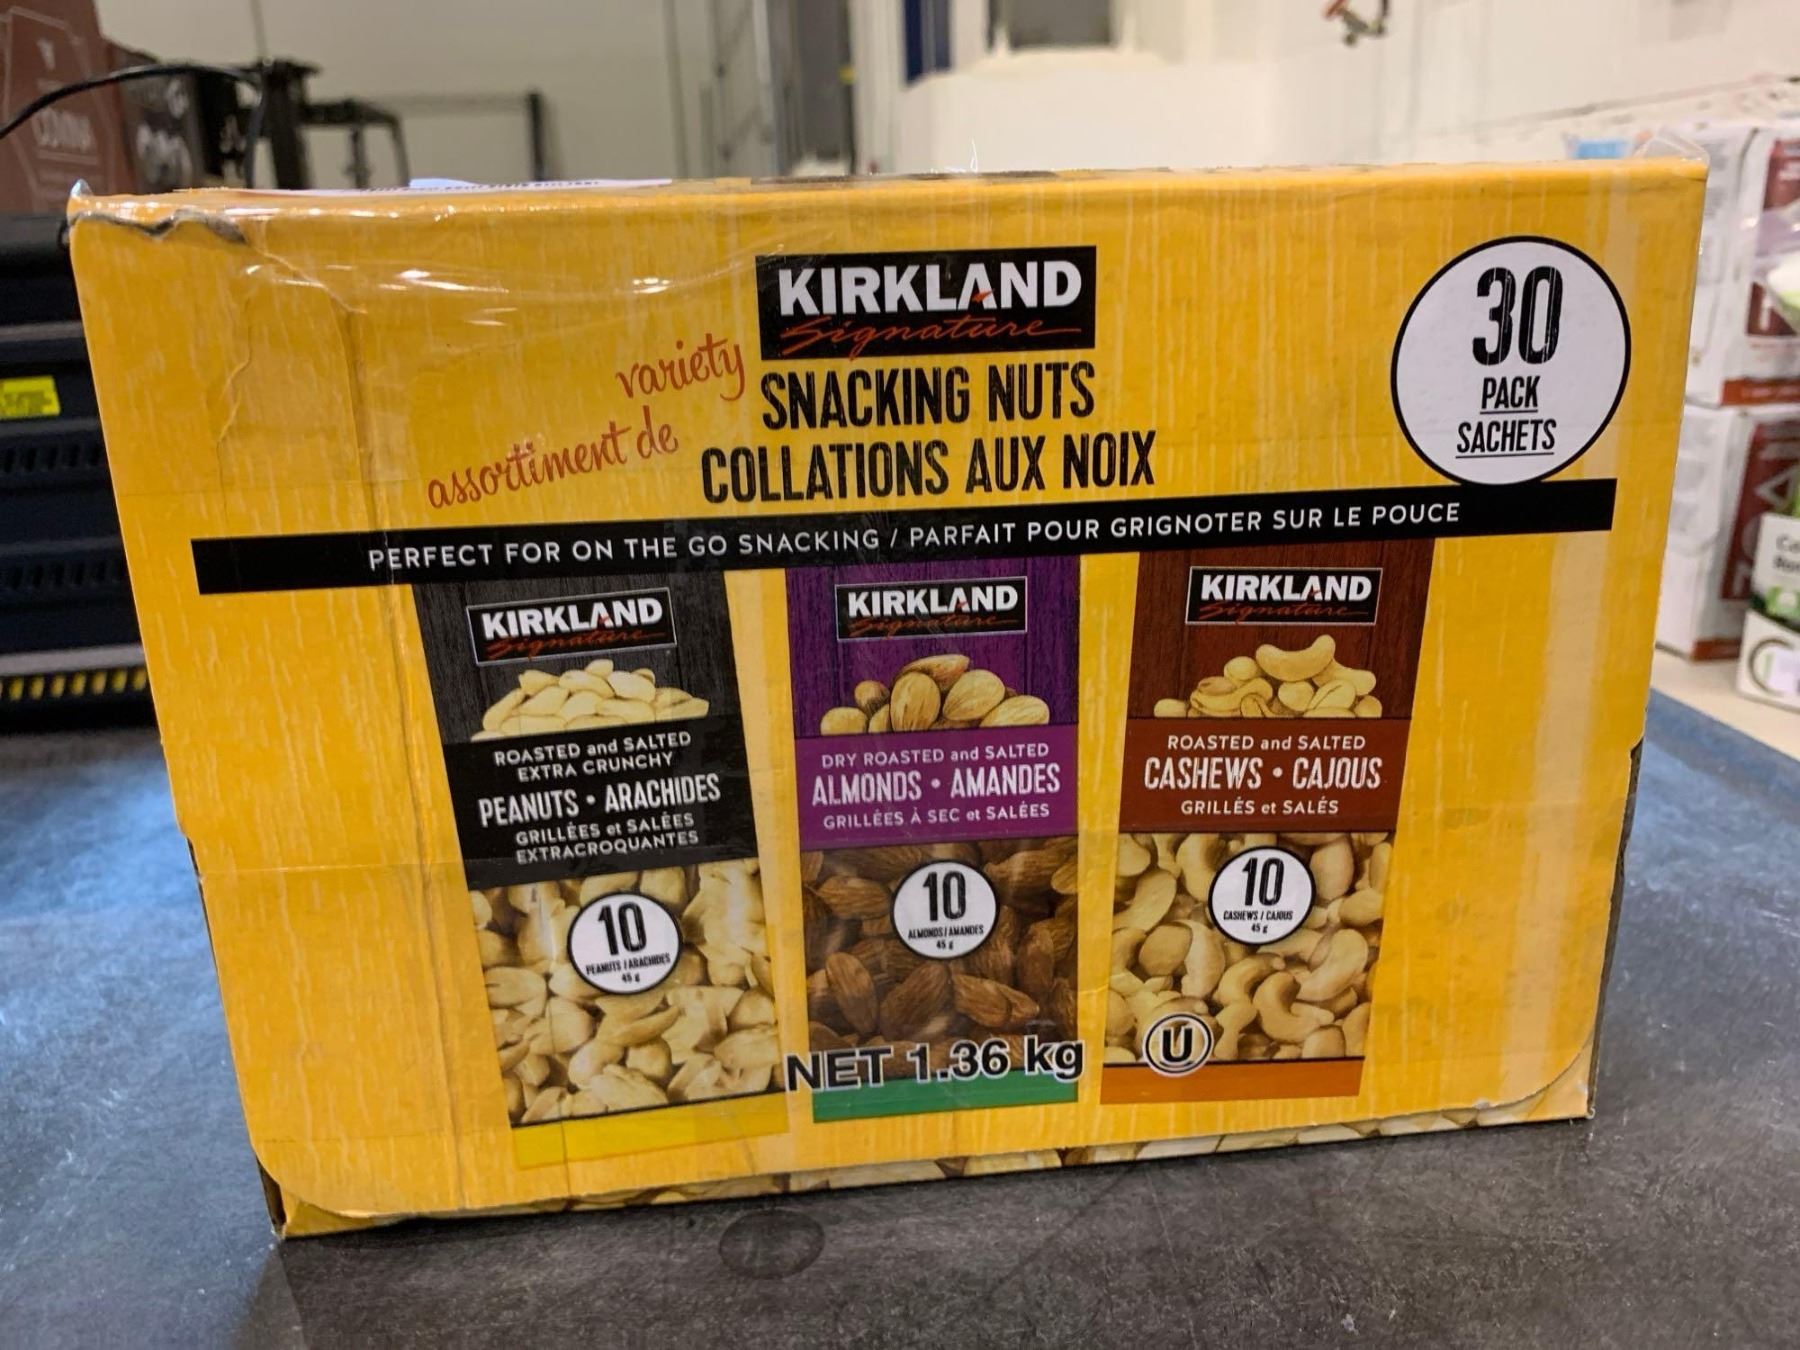 KIRKLAND
Signature
variety
SNACKING NUTS
assortiment de
COLLATIONS AUX NOIX
30
PACK
SACHETS
PERFECT FOR ON THE GO SNACKING / PARFAIT POUR GRIGNOTER SUR LE POUCE
KIRKLAND
Signature
ROASTED and SALTED
EXTRA CRUNCHY
PEANUTS • ARACHIDES
GRILLÉES et SALÉES
EXTRACROQUANTES
10
PEANUTS / ARACHIDES
45 g
KIRKLAND
Signature
DRY ROASTED and SALTED
ALMONDS • AMANDES
GRILLÉES À SEC et SALÉES
10
ALMONDS / AMANDES
45 g
KIRKLAND
Signature
ROASTED and SALTED
CASHEWS • CAJOUS
GRILLÉS et SALÉS
10
CASHEWS / CAJOUS
45 g
NET 1.36 kg
U